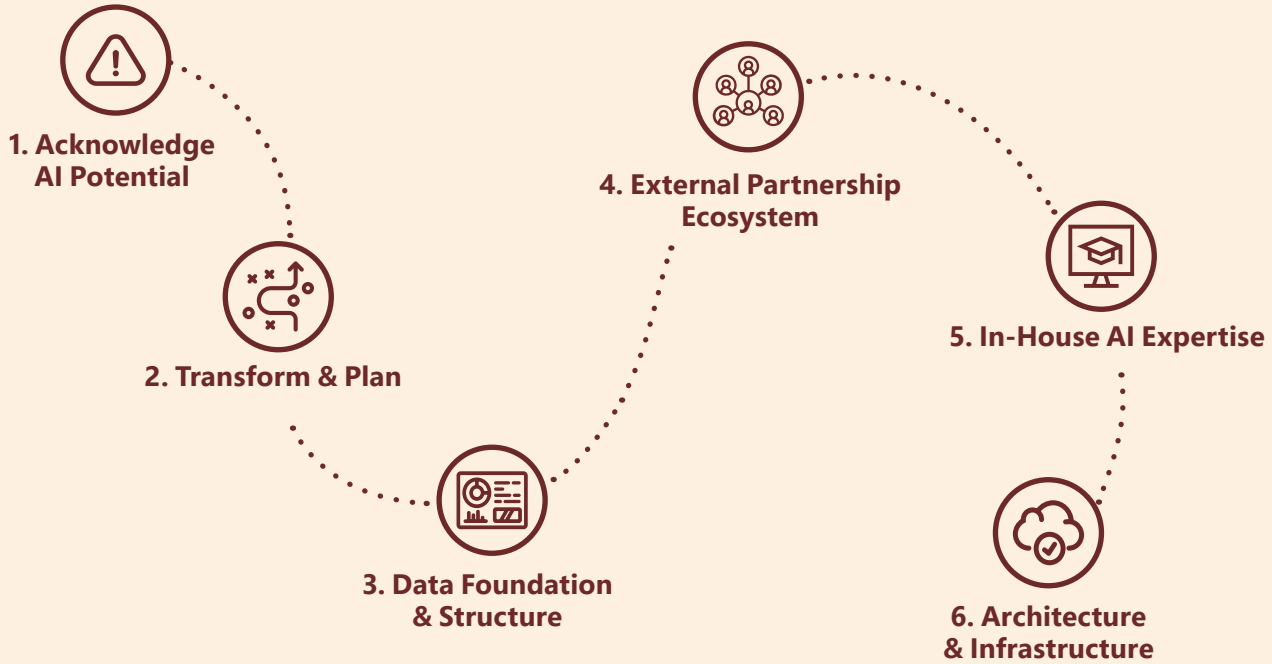 1. Acknowledge
AI Potential
2. Transform & Plan
3. Data Foundation
& Structure
4. External Partnership
Ecosystem
5. In-House AI Expertise
6. Architecture
& Infrastructure